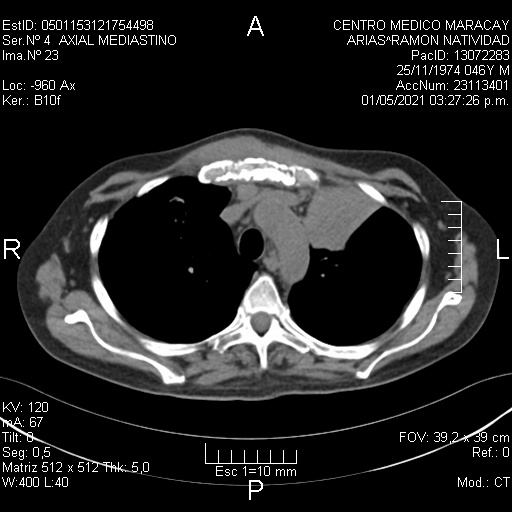 EstID: 0501153121754498
Ser.Nº 4 AXIAL MEDIASTINO
Ima.Nº 23
Loc: -960 Ax
Ker.: B10f
A
CENTRO MEDICO MARACAY
ARIAS^RAMON NATIVIDAD
PacID: 13072283
25/11/1974 046Y M
AccNum: 23113401
01/05/2021 03:27:26 p.m.
R
L
KV: 120
mA: 67
Tilt: 0
Seg: 0,5
Matriz 512 x 512 Thk: 5,0
W:400 L:40
Esc 1=10 mm
P
FOV: 39,2 x 39 cm
Ref.: 0
Mod.: CT